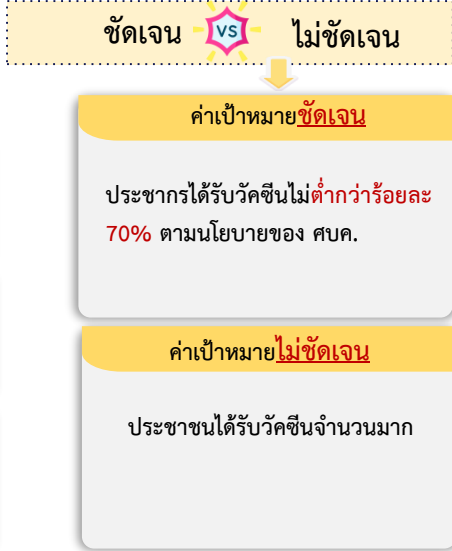 ชัดเจน VS ไม่ชัดเจน
ค่าเป้าหมายชัดเจน
ประชากรได้รับวัคซีนไม่ต่ำกว่าร้อยละ
70% ตามนโยบายของ ศบค.
ค่าเป้าหมายไม่ชัดเจน
ประชาชนได้รับวัคซีนจำนวนมาก